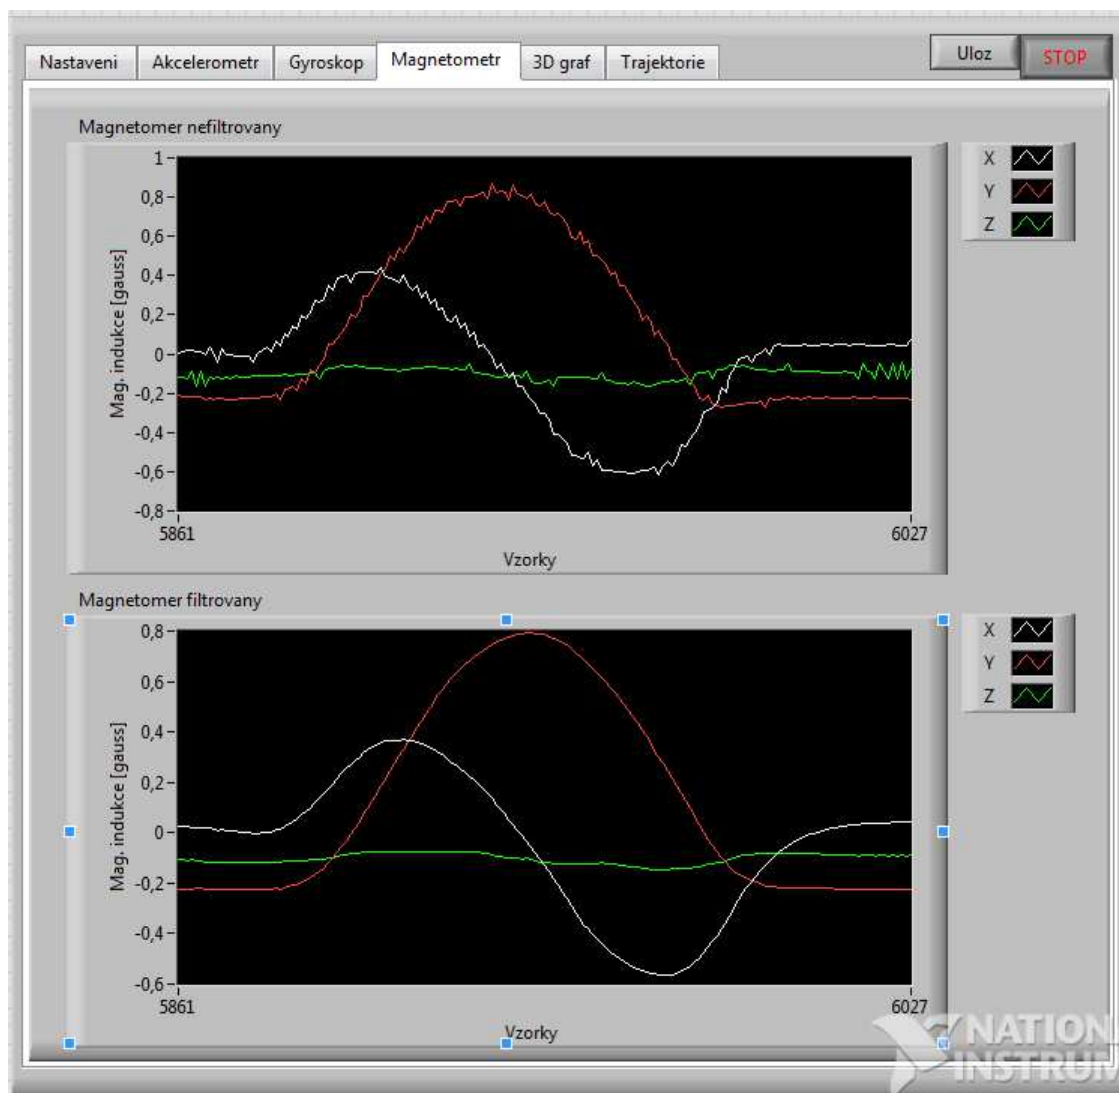 Nastaveni Akcelerometr Gyroskop Magnetometr 3D graf Trajektorie Uloz STOP
Magnetomer nefiltrovany
Mag. indukce [gauss]
1
0,8
0,6
0,4
0,2
0
-0,2
-0,4
-0,6
-0,8
5861 6027
Vzorky
X
Y
Z
Magnetomer filtrovany
Mag. indukce [gauss]
0,8
0,6
0,4
0,2
0
-0,2
-0,4
-0,6
5861 6027
Vzorky
X
Y
Z
NATION
INSTRUM